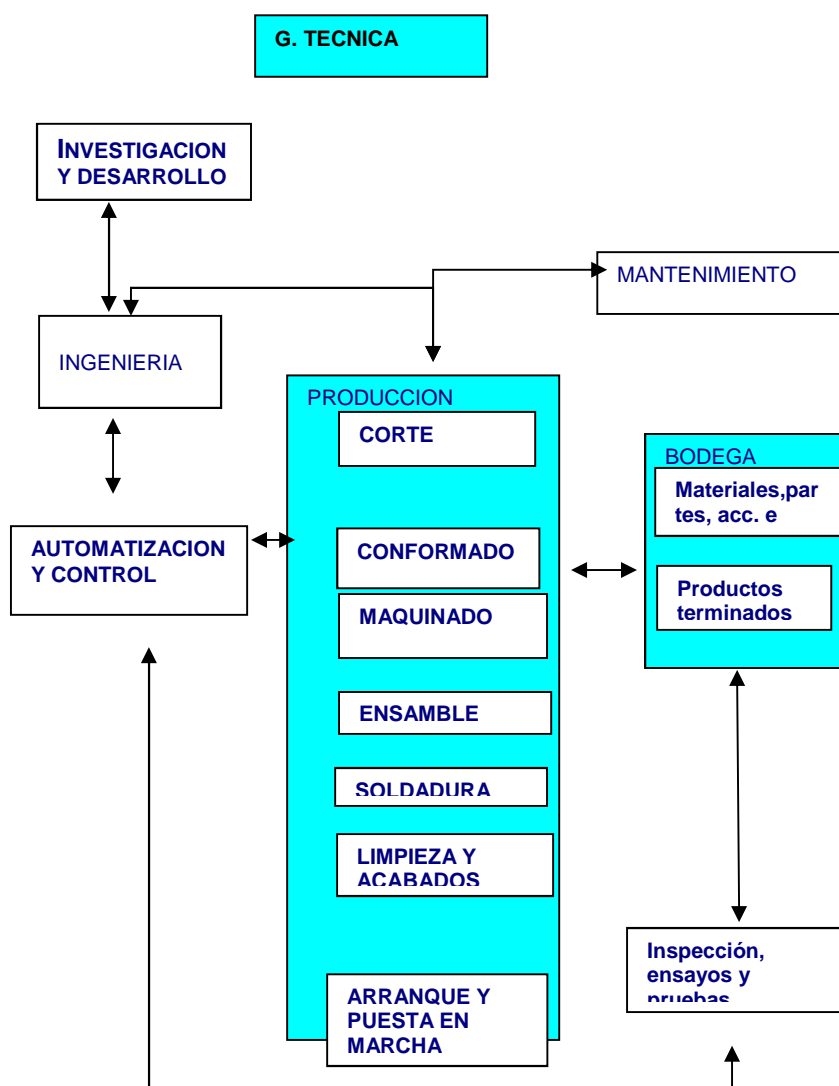 G. TECNICA
INVESTIGACION
Y DESARROLLO
MANTENIMIENTO
INGENIERIA
PRODUCCION
CORTE
BODEGA
Materiales,par
tes, acc. e
AUTOMATIZACION
Y CONTROL
CONFORMADO
Productos
terminados
MAQUINADO
ENSAMBLE
SOLDADURA
LIMPIEZA Y
ACABADOS
Inspección,
ensayos y
pruebas
ARRANQUE Y
PUESTA EN
MARCHA